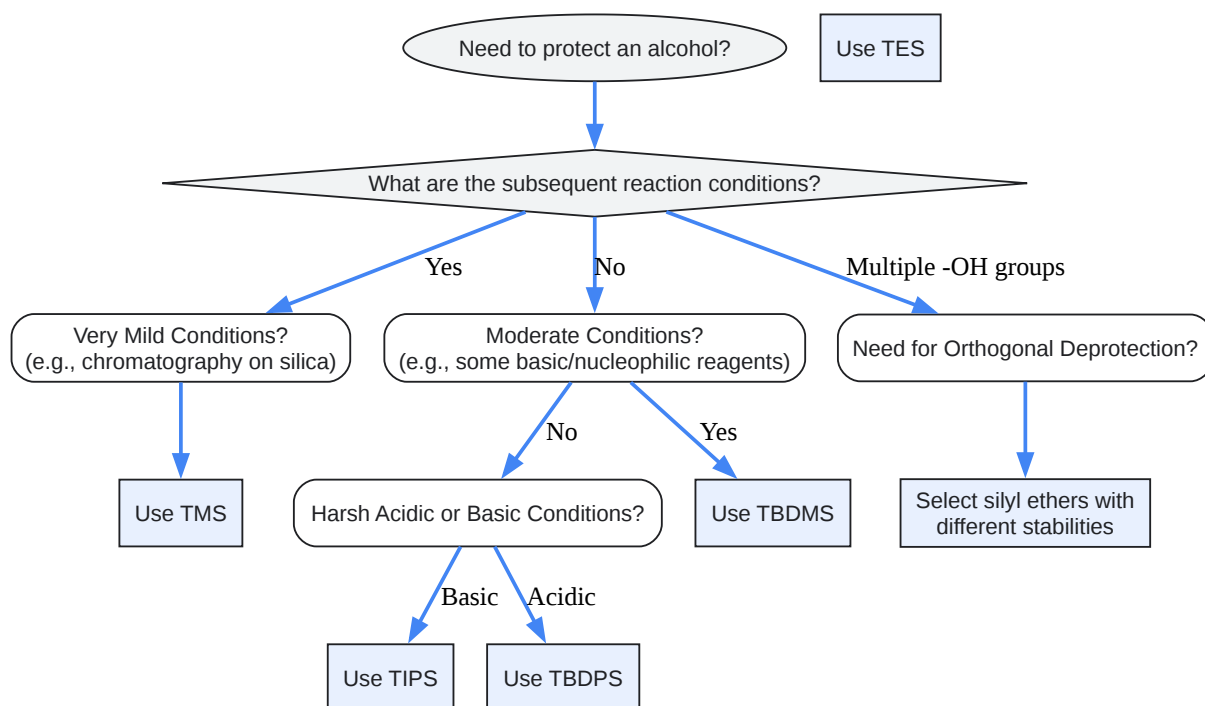 Need to protect an alcohol?
Use TES
What are the subsequent reaction conditions?
Yes
No
Multiple -OH groups
Very Mild Conditions?
(e.g., chromatography on silica)
Moderate Conditions?
(e.g., some basic/nucleophilic reagents)
Need for Orthogonal Deprotection?
No
Yes
Use TMS
Harsh Acidic or Basic Conditions?
Use TBDMS
Select silyl ethers with
different stabilities
Basic
Acidic
Use TIPS
Use TBDPS